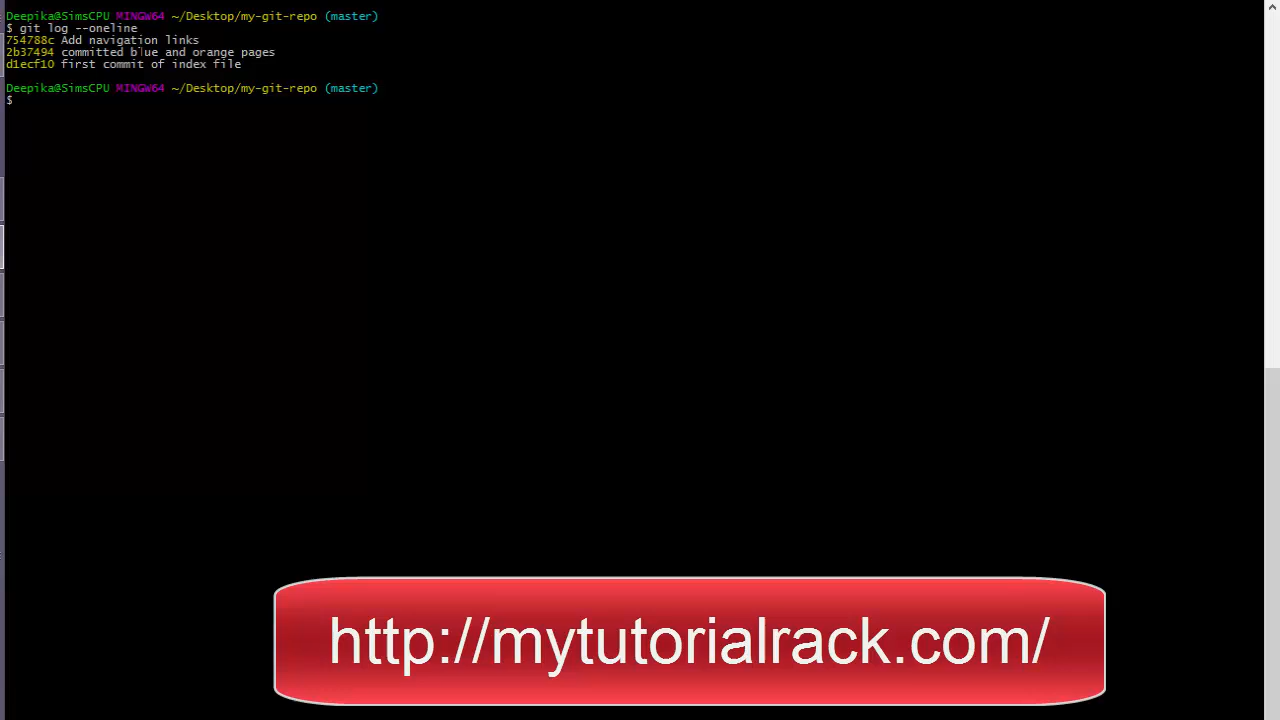 Deepika@SimsCPU MINGW64 ~/Desktop/my-git-repo (master)
$ git log --oneline
754788c Add navigation links
2b37494 committed blue and orange pages
d1ecf10 first commit of index file
Deepika@SimsCPU MINGW64 ~/Desktop/my-git-repo (master)
$
http://mytutorialrack.com/